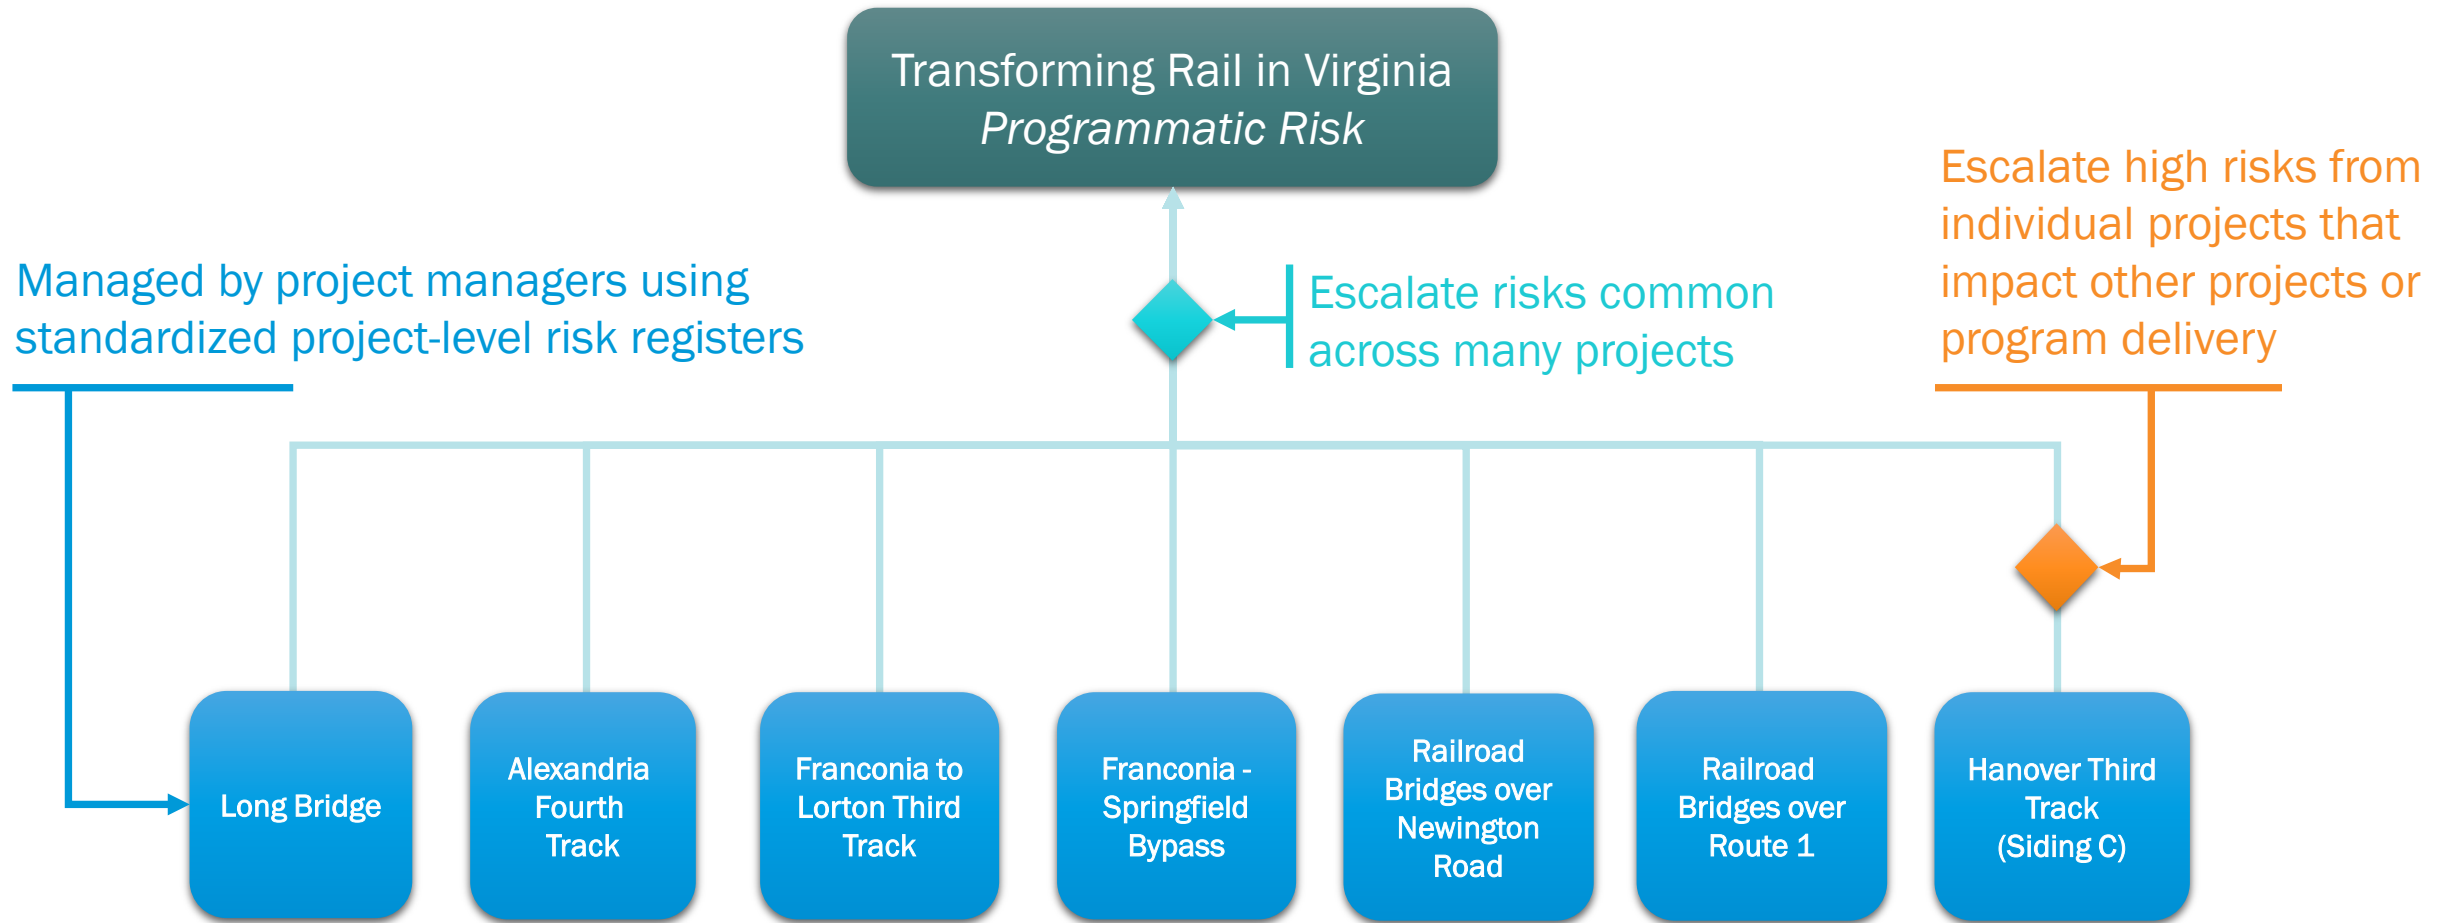 Transforming Rail in Virginia
Programmatic Risk
Managed by project managers using
standardized project-level risk registers
Escalate risks common
across many projects
Escalate high risks from
individual projects that
impact other projects or
program delivery
Long Bridge
Alexandria
Fourth
Track
Franconia to
Lorton Third
Track
Franconia -
Springfield
Bypass
Railroad
Bridges over
Newington
Road
Railroad
Bridges over
Route 1
Hanover Third
Track
(Siding C)